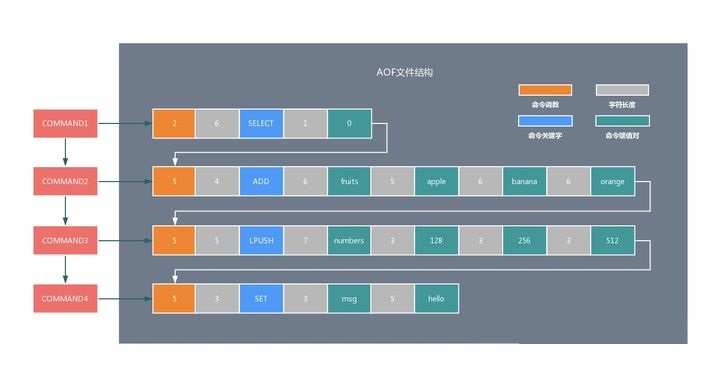 AOF文件结构
命令词数
字符长度
命令关键字
命令键值对
COMMAND1
2 6 SELECT 1 0
COMMAND2
5 4 ADD 6 fruits 5 apple 6 banana 6 orange
COMMAND3
5 5 LPUSH 7 numbers 3 128 3 256 3 512
COMMAND4
5 3 SET 3 msg 5 hello